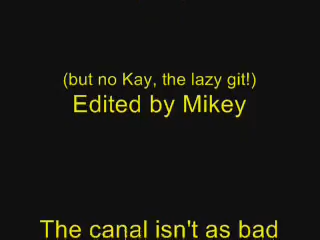 (but no Kay, the lazy git!)
Edited by Mikey
The canal isn't as bad